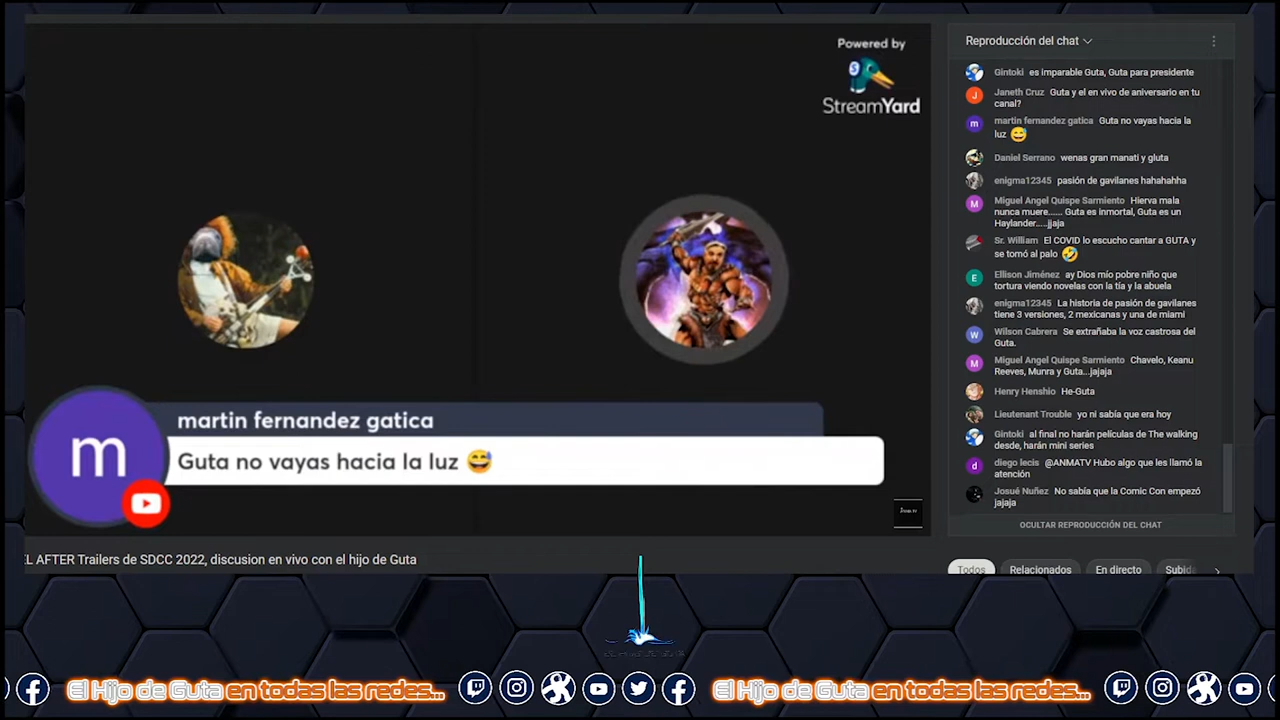 Powered by
StreamYard
martin fernandez gatica
m
Guta no vayas hacia la luz 😅
EL AFTER Trailers de SDCC 2022, discusion en vivo con el hijo de Guta
Reproducción del chat
Gintoki es imparable Guta, Guta para presidente
J
Janeth Cruz Guta y el en vivo de aniversario en tu
canal?
m
martin fernandez gatica Guta no vayas hacia la
luz 😅
Daniel Serrano wenas gran manati y gluta
enigma12345 pasión de gavilanes hahahahha
M
Miguel Angel Quispe Sarmiento Hierva mala
nunca muere...... Guta es inmortal, Guta es un
Haylander.....jjaja
Sr. William El COVID lo escucho cantar a GUTA y
se tomó al palo 🤣
E
Ellison Jiménez ay Dios mío pobre niño que
tortura viendo novelas con la tía y la abuela
enigma12345 La historia de pasión de gavilanes
tiene 3 versiones, 2 mexicanas y una de miami
W
Wilson Cabrera Se extrañaba la voz castrosa del
Guta.
M
Miguel Angel Quispe Sarmiento Chavelo, Keanu
Reeves, Munra y Guta...jajaja
Henry Henshio He-Guta
Lieutenant Trouble yo ni sabía que era hoy
Gintoki al final no harán películas de The walking
desde, harán mini series
d
diego lecis @ANMATV Hubo algo que les llamó la
atención
Josué Nuñez No sabía que la Comic Con empezó
jajaja
OCULTAR REPRODUCCIÓN DEL CHAT
Todos Relacionados En directo Subid
El Hijo de Guta en todas las redes... El Hijo de Guta en todas las redes...